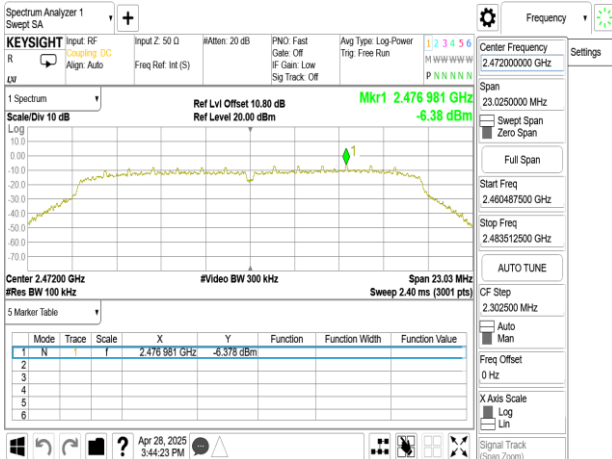 Spectrum Analyzer 1
Swept SA
KEYSIGHT
R
LXI
Input: RF
Coupling: DC
Align: Auto
Input Z: 50 Ω
Freq Ref: Int (S)
#Atten: 20 dB
PNO: Fast
Gate: Off
IF Gain: Low
Sig Track: Off
Avg Type: Log-Power
Trig: Free Run
1 2 3 4 5 6
M W W W W W
P N N N N N
1 Spectrum
Scale/Div 10 dB
Ref Lvl Offset 10.80 dB
Ref Level 20.00 dBm
Mkr1 2.476 981 GHz
-6.38 dBm
Log
10.0
0.00
-10.0
-20.0
-30.0
-40.0
-50.0
-60.0
-70.0
1
Center 2.47200 GHz
#Res BW 100 kHz
#Video BW 300 kHz
Span 23.03 MHz
Sweep 2.40 ms (3001 pts)
5 Marker Table
Mode Trace Scale X Y Function Function Width Function Value
1 N 1 f 2.476 981 GHz -6.378 dBm
2
3
4
5
6
Apr 28, 2025
3:44:23 PM
Frequency
Settings
Center Frequency
2.472000000 GHz
Span
23.0250000 MHz
Swept Span
Zero Span
Full Span
Start Freq
2.460487500 GHz
Stop Freq
2.483512500 GHz
AUTO TUNE
CF Step
2.302500 MHz
Auto
Man
Freq Offset
0 Hz
X Axis Scale
Log
Lin
Signal Track
(Span Zoom)